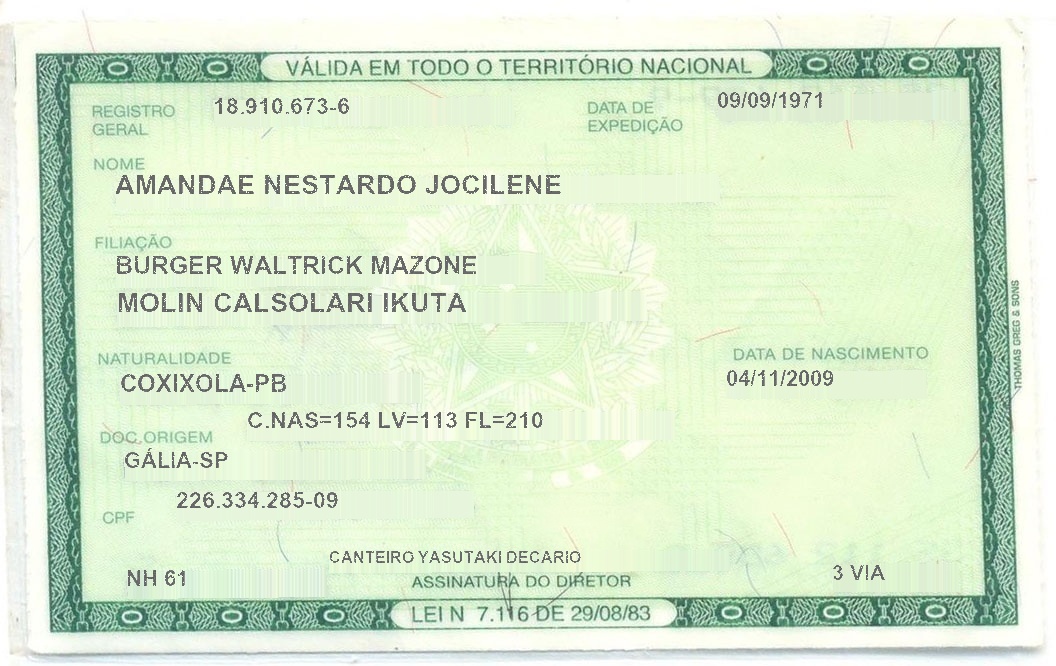 VÁLIDA EM TODO O TERRITÓRIO NACIONAL
REGISTRO GERAL 18.910.673-6 DATA DE EXPEDIÇÃO 09/09/1971
NOME
AMANDAE NESTARDO JOCILENE
FILIAÇÃO
BURGER WALTRICK MAZONE
MOLIN CALSOLARI IKUTA
NATURALIDADE DATA DE NASCIMENTO
COXIXOLA-PB 04/11/2009
C.NAS=154 LV=113 FL=210
DOC.ORIGEM
GÁLIA-SP
226.334.285-09
CPF
CANTEIRO YASUTAKI DECARIO
NH 61 ASSINATURA DO DIRETOR 3 VIA
LEI N 7.116 DE 29/08/83
THOMAS GREG & SONS